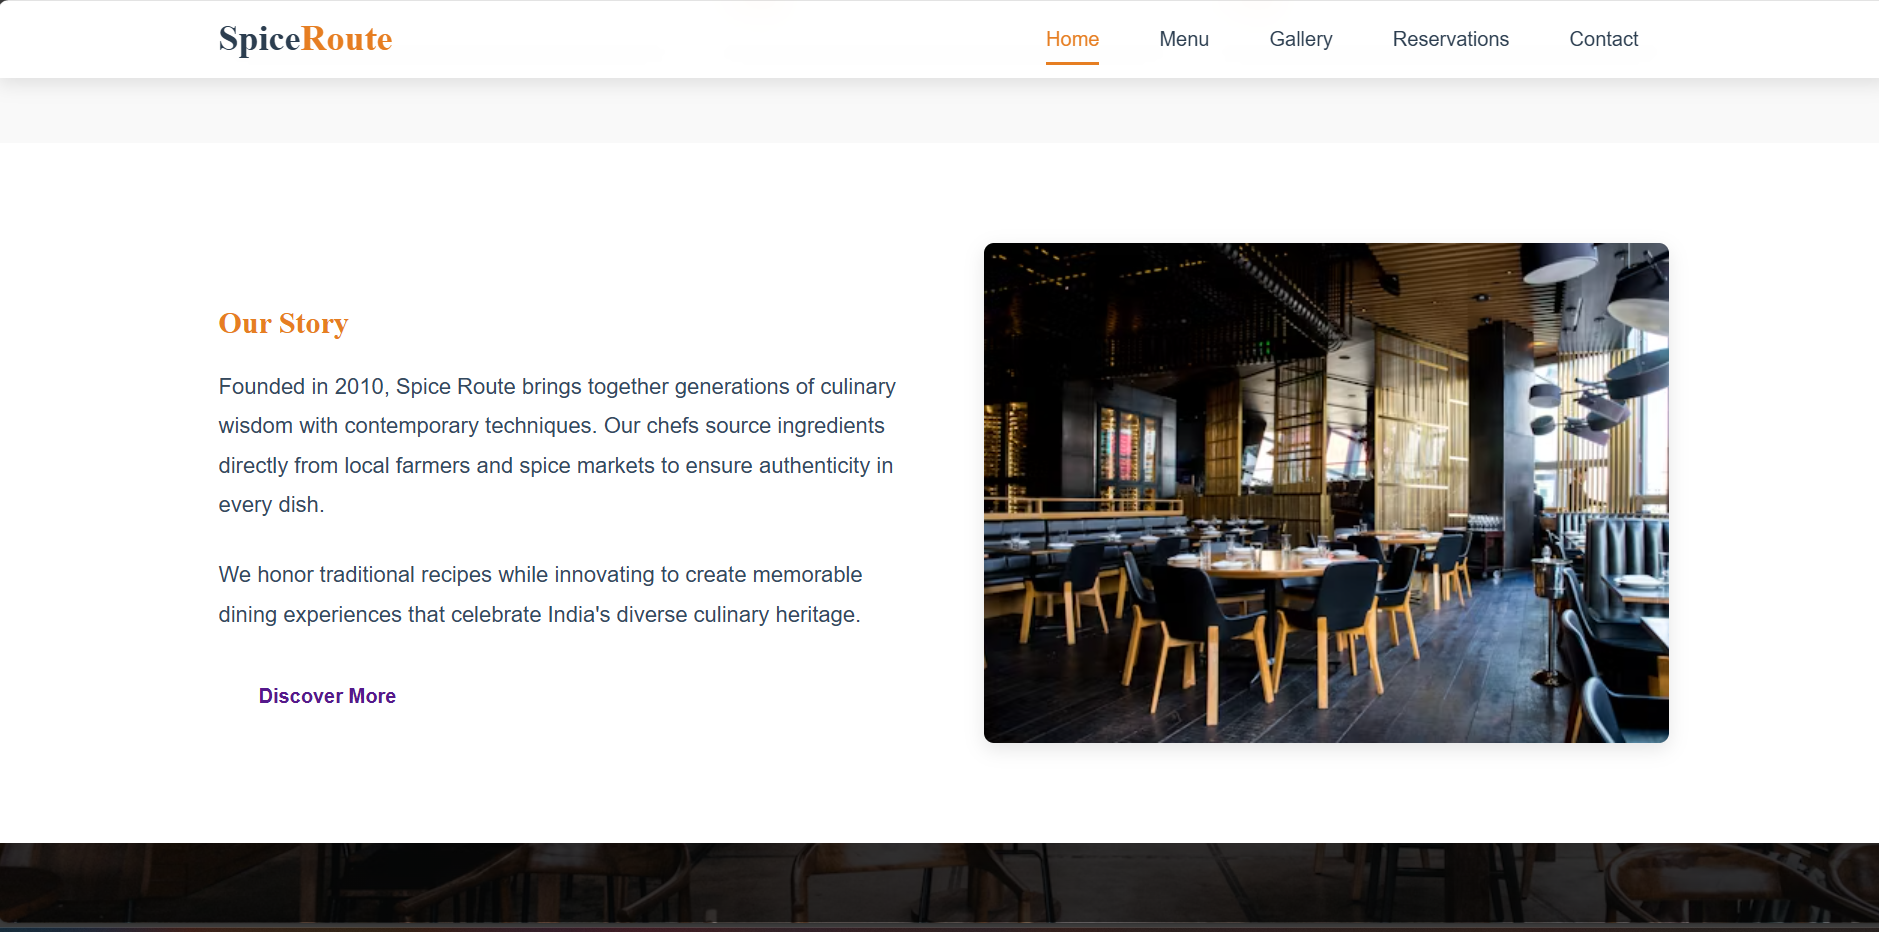 SpiceRoute
Home Menu Gallery Reservations Contact
Our Story
Founded in 2010, Spice Route brings together generations of culinary
wisdom with contemporary techniques. Our chefs source ingredients
directly from local farmers and spice markets to ensure authenticity in
every dish.
We honor traditional recipes while innovating to create memorable
dining experiences that celebrate India's diverse culinary heritage.
Discover More